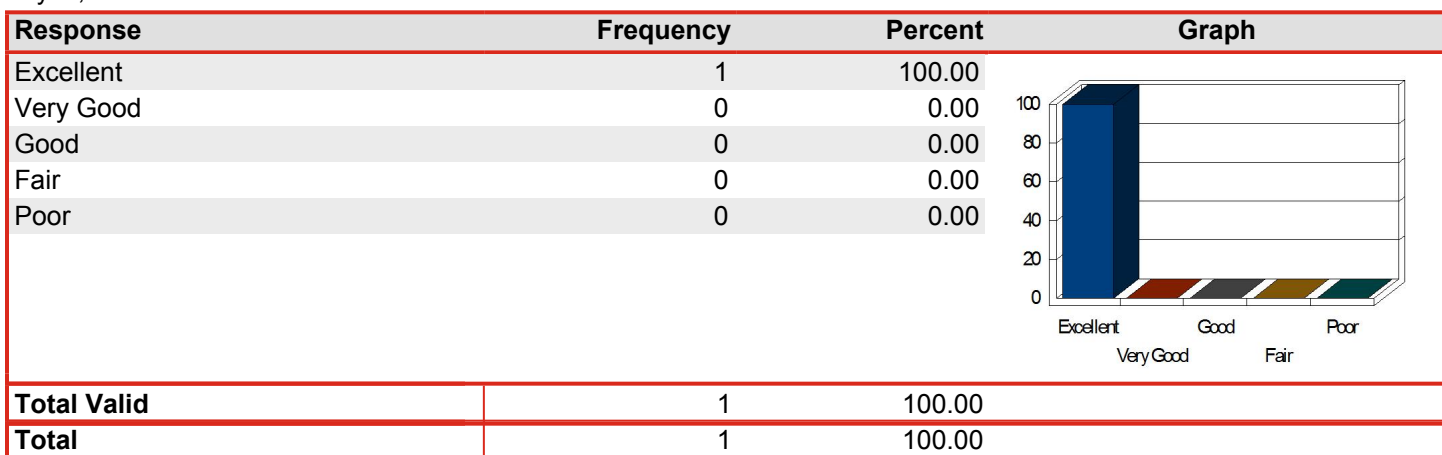 Response Frequency Percent Graph
Excellent 1 100.00
Very Good 0 0.00
Good 0 0.00
Fair 0 0.00
Poor 0 0.00
100
80
60
40
20
0
Excellent Good Poor
Very Good Fair
Total Valid 1 100.00
Total 1 100.00